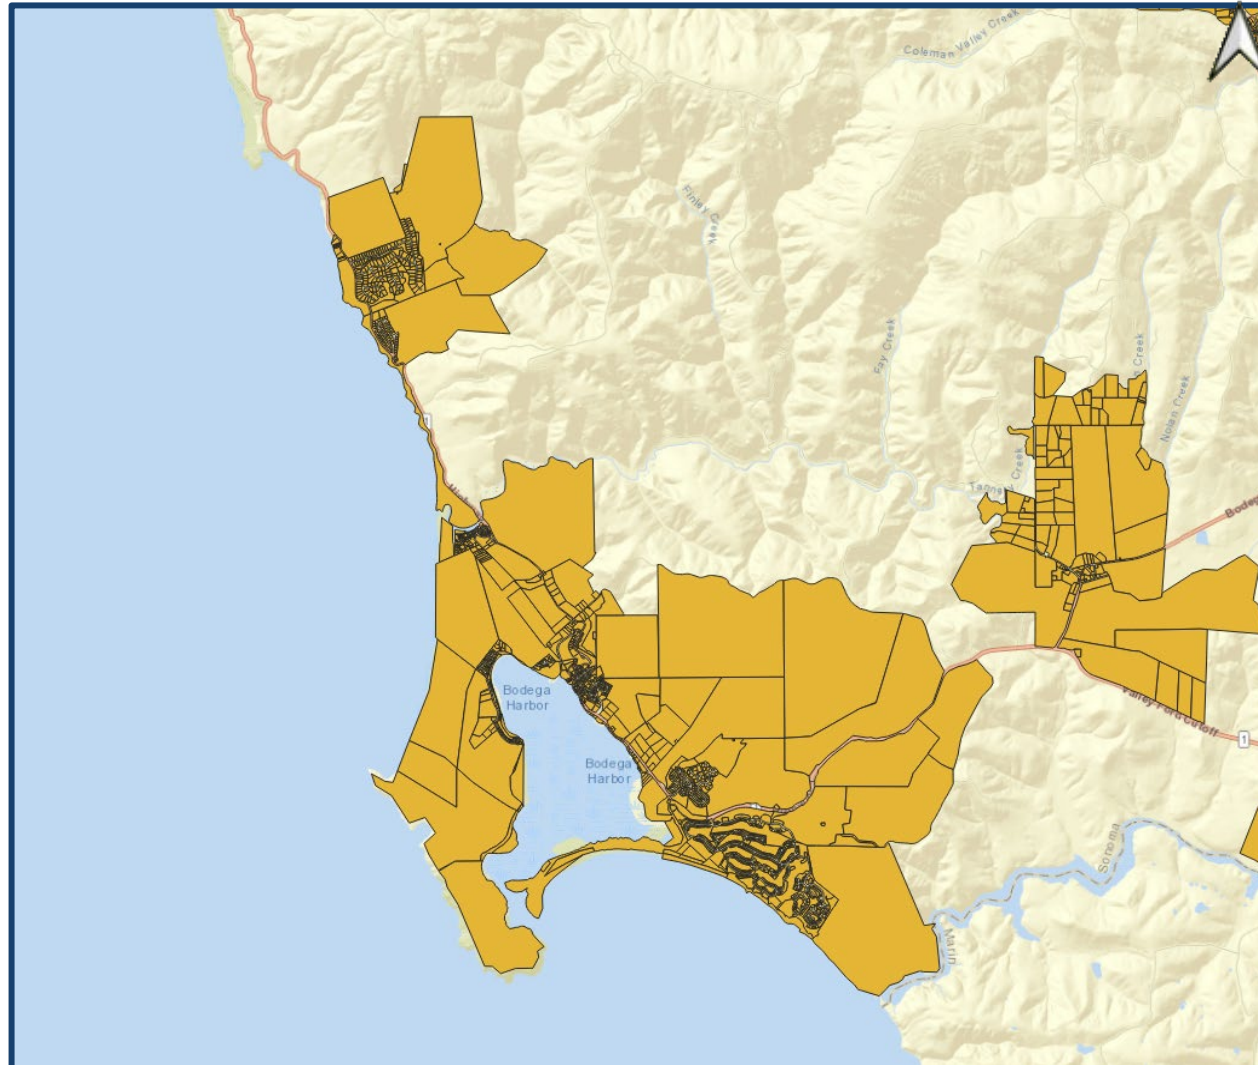 Coleman Valley Creek
Finley Creek
Fay Creek
Creek
Nolan Creek
Tannery Creek
1
Bodega
Harbor
Bodega
Harbor
Valley Ford Cutoff
1
Sonoma
Marin